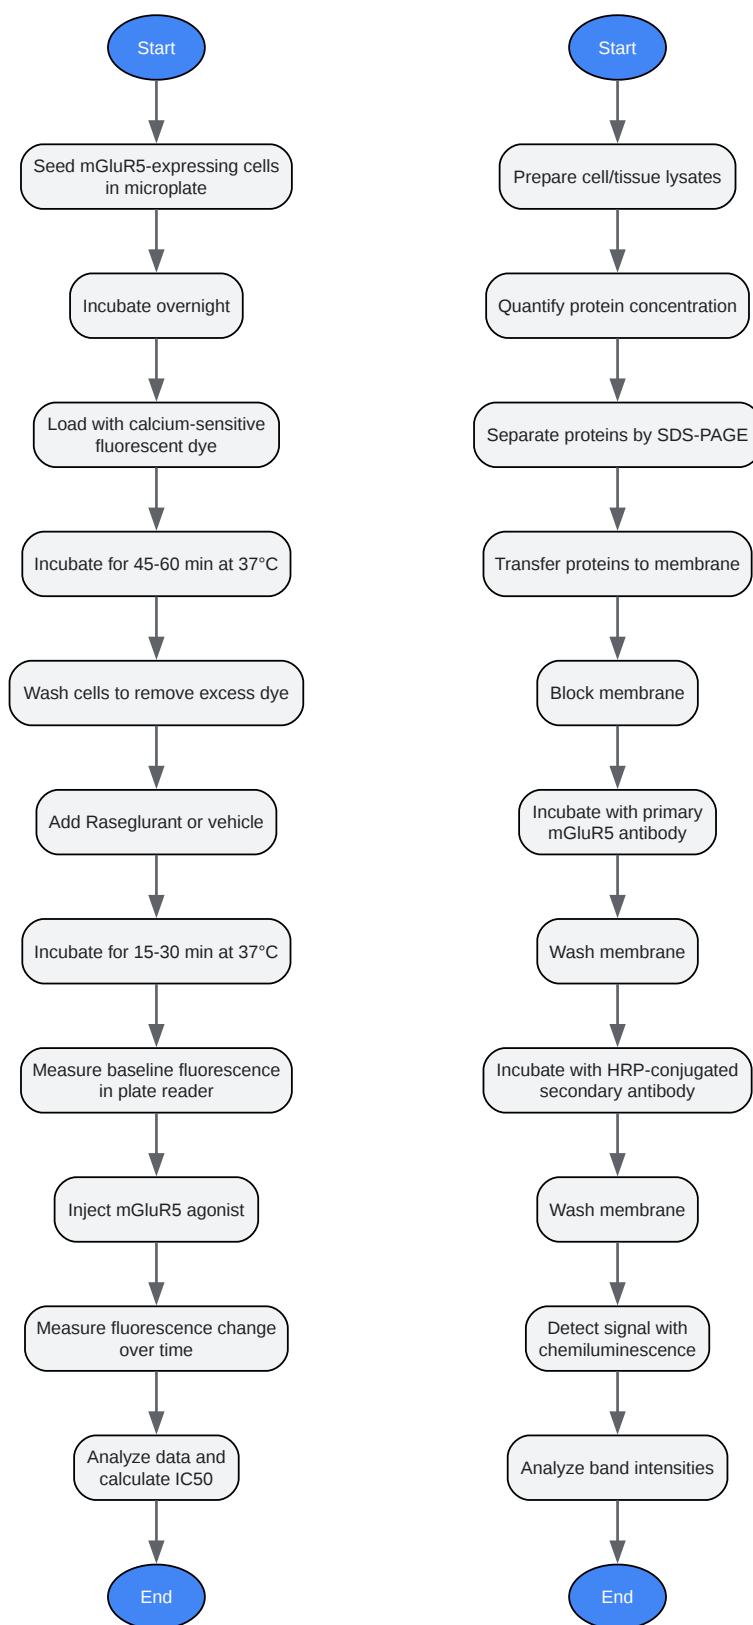 Start
Seed mGluR5-expressing cells
in microplate
Incubate overnight
Load with calcium-sensitive
fluorescent dye
Incubate for 45-60 min at 37°C
Wash cells to remove excess dye
Add Raseglurant or vehicle
Incubate for 15-30 min at 37°C
Measure baseline fluorescence
in plate reader
Inject mGluR5 agonist
Measure fluorescence change
over time
Analyze data and
calculate IC50
End
Start
Prepare cell/tissue lysates
Quantify protein concentration
Separate proteins by SDS-PAGE
Transfer proteins to membrane
Block membrane
Incubate with primary
mGluR5 antibody
Wash membrane
Incubate with HRP-conjugated
secondary antibody
Wash membrane
Detect signal with
chemiluminescence
Analyze band intensities
End